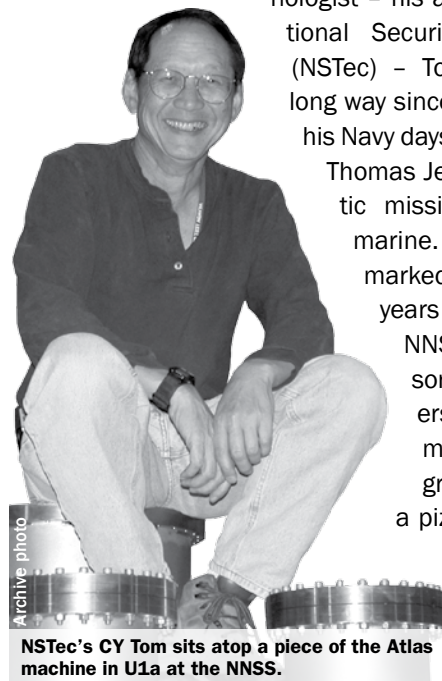 nologist – his a
tional Securi
(NSTec) – To
long way since
his Navy days
Thomas Je
tic missi
marine.
marked
years
NNS
son
ers
m
gr
a piz
Archive photo
NSTec's CY Tom sits atop a piece of the Atlas
machine in U1a at the NNSS.